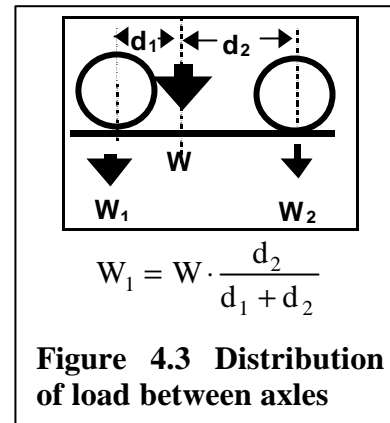 d₁ d₂
W
W₁ W₂
W₁ = W · d₂ / (d₁ + d₂)
Figure 4.3 Distribution
of load between axles